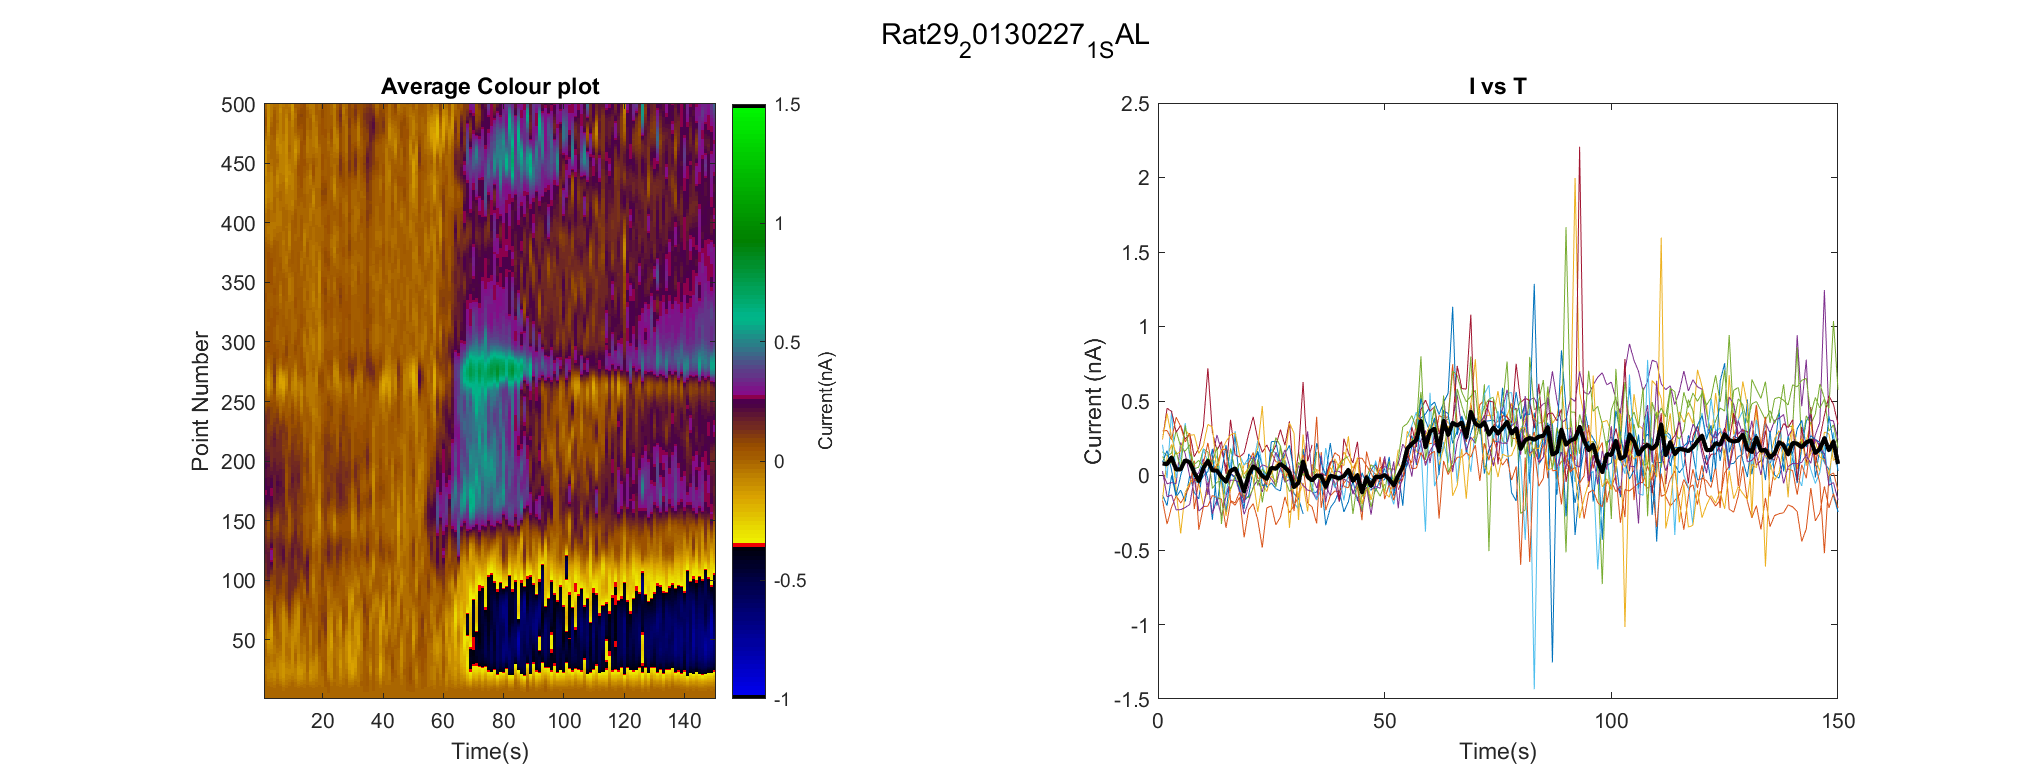 Rat29₂0130227₁SAL
Average Colour plot
500
450
400
350
300
250
200
150
100
50
Point Number
20 40 60 80 100 120 140
Time(s)
1.5
1
0.5
0
-0.5
-1
Current(nA)
I vs T
2.5
2
1.5
1
0.5
0
-0.5
-1
-1.5
Current (nA)
0 50 100 150
Time(s)